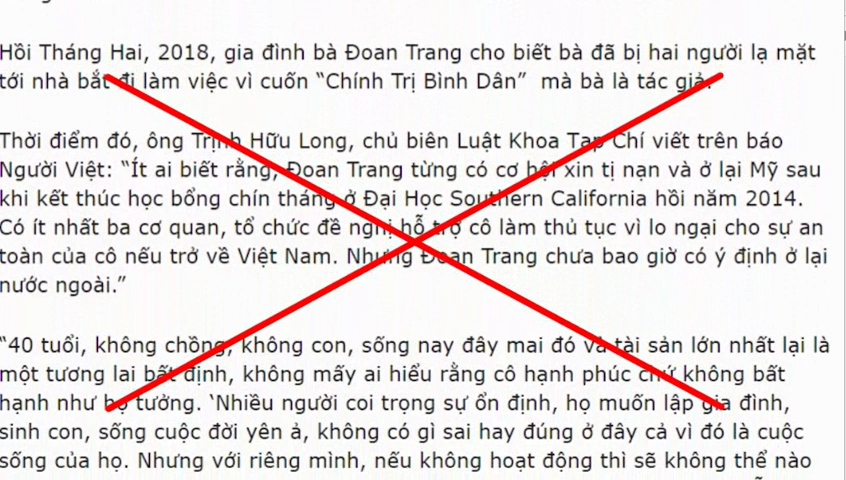 Hồi Tháng Hai, 2018, gia đình bà Đoan Trang cho biết bà đã bị hai người lạ mặt
tới nhà bắt đi làm việc vì cuốn “Chính Trị Bình Dân” mà bà là tác giả.
Thời điểm đó, ông Trịnh Hữu Long, chủ biên Luật Khoa Tạp Chí viết trên báo
Người Việt: “Ít ai biết rằng, Đoan Trang từng có cơ hội xin tị nạn và ở lại Mỹ sau
khi kết thúc học bổng chín tháng ở Đại Học Southern California hồi năm 2014.
Có ít nhất ba cơ quan, tổ chức đề nghị hỗ trợ cô làm thủ tục vì lo ngại cho sự an
toàn của cô nếu trở về Việt Nam. Nhưng Đoan Trang chưa bao giờ có ý định ở lại
nước ngoài.”
“40 tuổi, không chồng, không con, sống nay đây mai đó và tài sản lớn nhất lại là
một tương lai bất định, không mấy ai hiểu rằng cô hạnh phúc chứ không bất
hạnh như họ tưởng. ‘Nhiều người coi trọng sự ổn định, họ muốn lập gia đình,
sinh con, sống cuộc đời yên ả, không có gì sai hay đúng ở đây cả vì đó là cuộc
sống của họ. Nhưng với riêng mình, nếu không hoạt động thì sẽ không thể nào